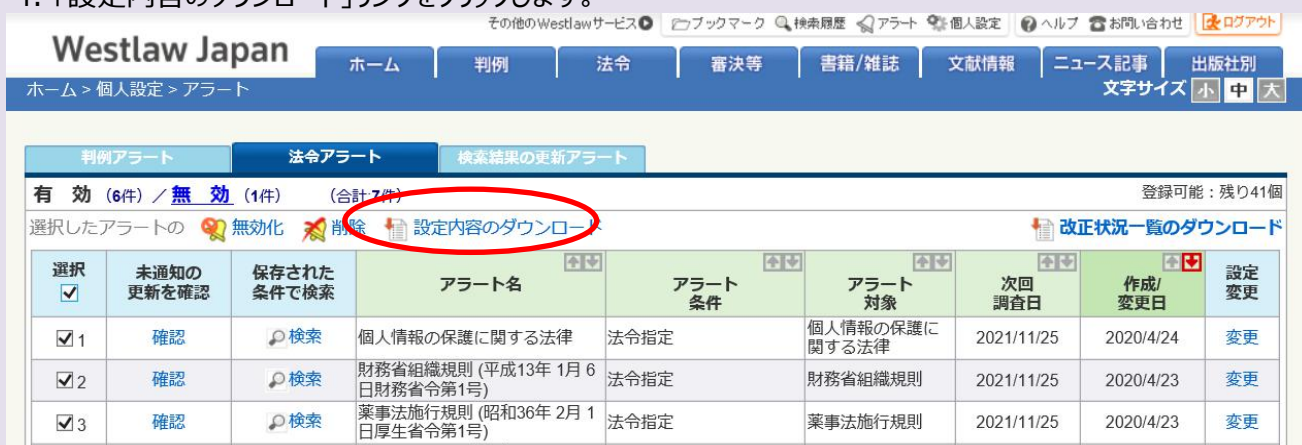 1. 「設定内容のダウンロード」リンクをクリックします。
その他のWestlawサービス ブックマーク 検索履歴 アラート 個人設定 ヘルプ お問い合わせ ログアウト
Westlaw Japan
ホーム 判例 法令 審決等 書籍/雑誌 文献情報 ニュース記事 出版社別
ホーム > 個人設定 > アラート 文字サイズ 小 中 大
判例アラート 法令アラート 検索結果の更新アラート
有 効 (6件) / 無 効 (1件) (合計:7件) 登録可能:残り41個
選択したアラートの 無効化 削除 設定内容のダウンロード 改正状況一覧のダウンロード
選択 未通知の更新を確認 保存された条件で検索 アラート名 アラート条件 アラート対象 次回調査日 作成/変更日 設定変更
1 確認 検索 個人情報の保護に関する法律 法令指定 個人情報の保護に関する法律 2021/11/25 2020/4/24 変更
2 確認 検索 財務省組織規則 (平成13年 1月 6日財務省令第1号) 法令指定 財務省組織規則 2021/11/25 2020/4/23 変更
3 確認 検索 薬事法施行規則 (昭和36年 2月 1日厚生省令第1号) 法令指定 薬事法施行規則 2021/11/25 2020/4/23 変更